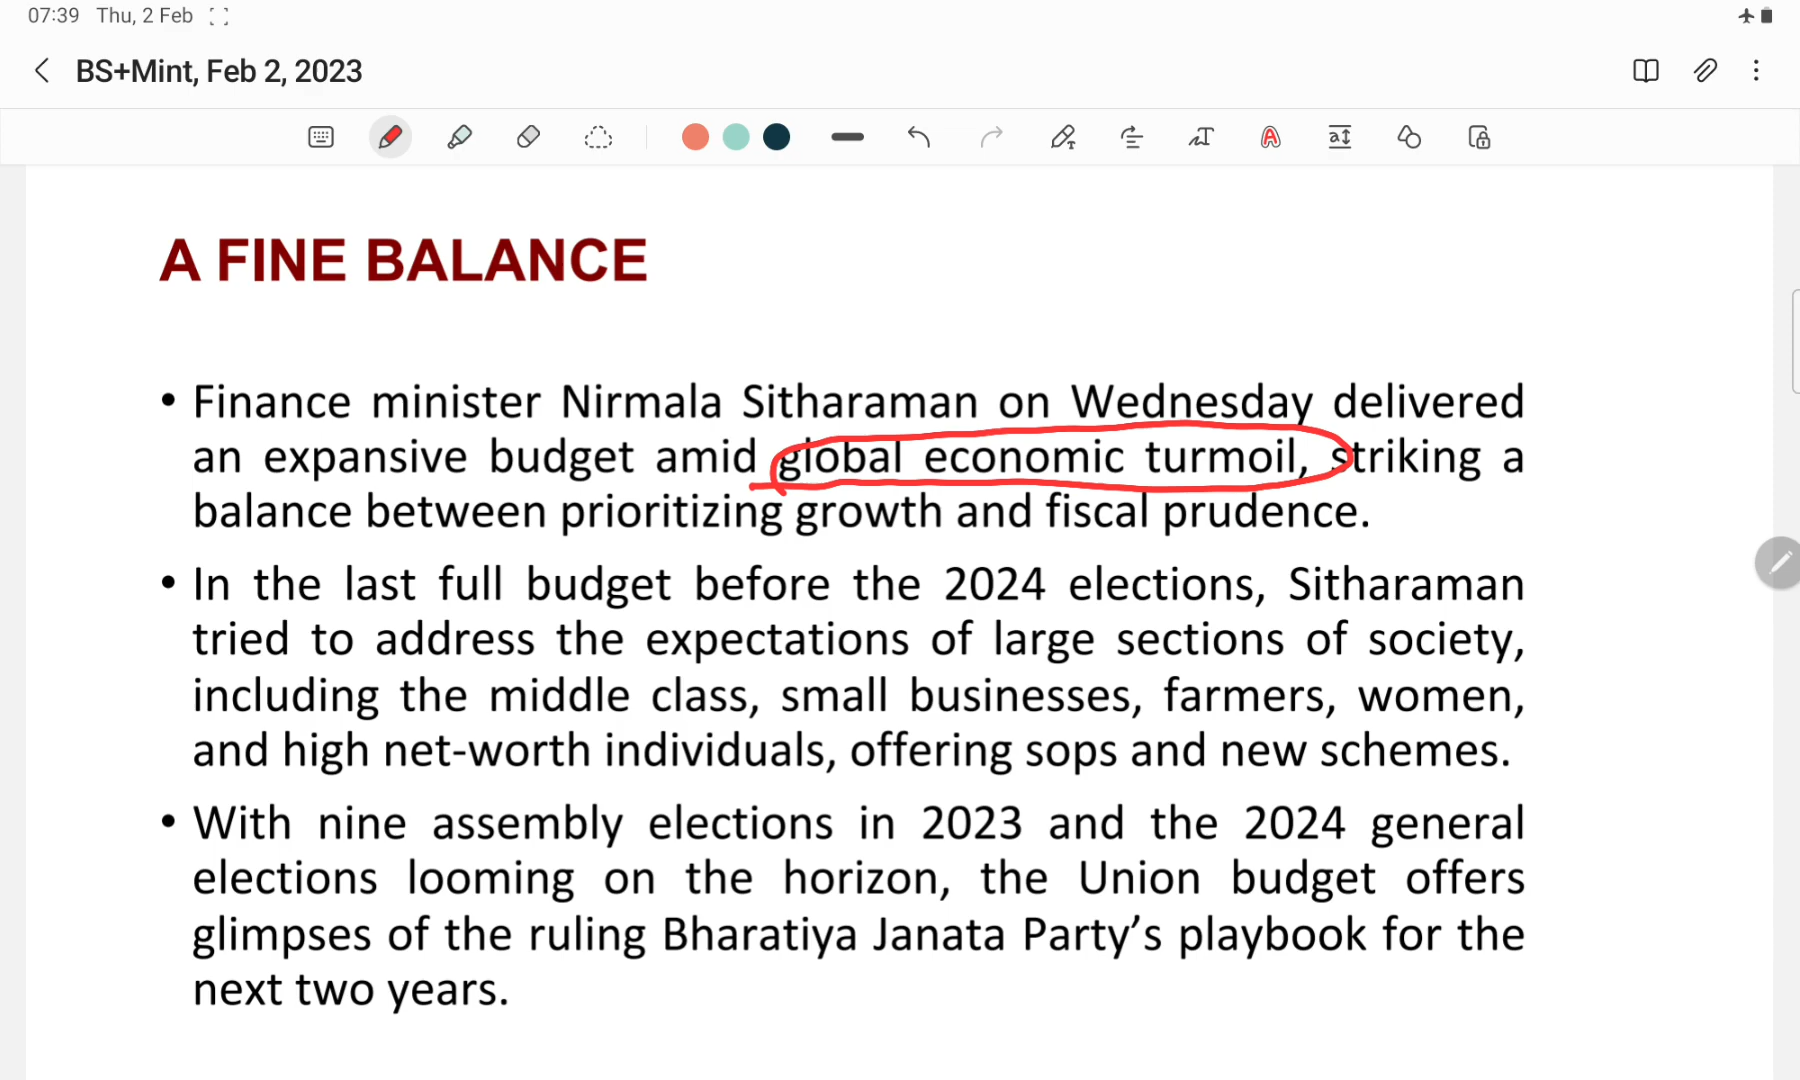 07:39 Thu, 2 Feb
BS+Mint, Feb 2, 2023
A FINE BALANCE
• Finance minister Nirmala Sitharaman on Wednesday delivered
an expansive budget amid global economic turmoil, striking a
balance between prioritizing growth and fiscal prudence.
• In the last full budget before the 2024 elections, Sitharaman
tried to address the expectations of large sections of society,
including the middle class, small businesses, farmers, women,
and high net-worth individuals, offering sops and new schemes.
• With nine assembly elections in 2023 and the 2024 general
elections looming on the horizon, the Union budget offers
glimpses of the ruling Bharatiya Janata Party’s playbook for the
next two years.